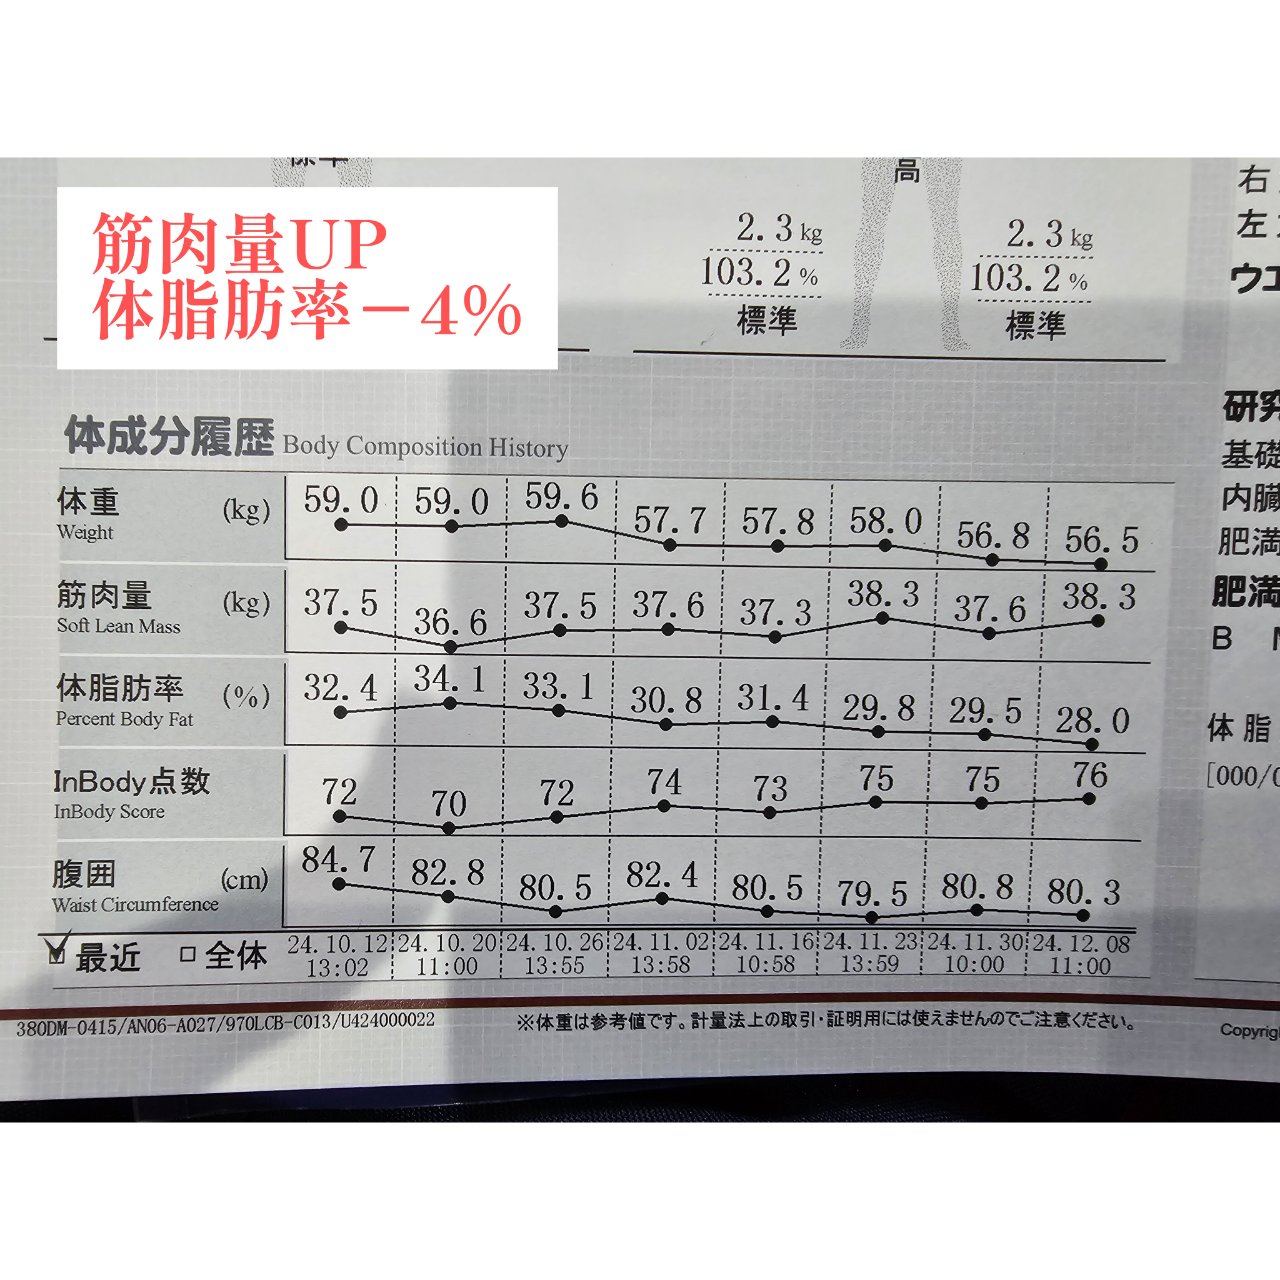 標準
高
右
左
2.3 kg
2.3 kg
103.2 %
103.2 %
標準
標準
筋肉量UP
体脂肪率－4%
体成分履歴 Body Composition History
体重 (kg) 59.0 59.0 59.6 57.7 57.8 58.0 56.8 56.5
Weight
筋肉量 (kg) 37.5 36.6 37.5 37.6 37.3 38.3 37.6 38.3
Soft Lean Mass
体脂肪率 (%) 32.4 34.1 33.1 30.8 31.4 29.8 29.5 28.0
Percent Body Fat
InBody点数 72 70 72 74 73 75 75 76
InBody Score
腹囲 (cm) 84.7 82.8 80.5 82.4 80.5 79.5 80.8 80.3
Waist Circumference
最近 全体 24.10.12 24.10.20 24.10.26 24.11.02 24.11.16 24.11.23 24.11.30 24.12.08
13:02 11:00 13:55 13:58 10:58 13:59 10:00 11:00
380DM-0415/AN06-A027/970LCB-C013/U424000022
※体重は参考値です。計量法上の取引・証明用には使えませんのでご注意ください。
ウエ
研究
基礎
内臓
肥満
肥満
B
体脂
[000/0
Copyrig